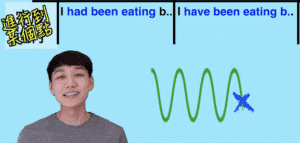 進行到
某個點
I had been eating b..
I have been eating b..